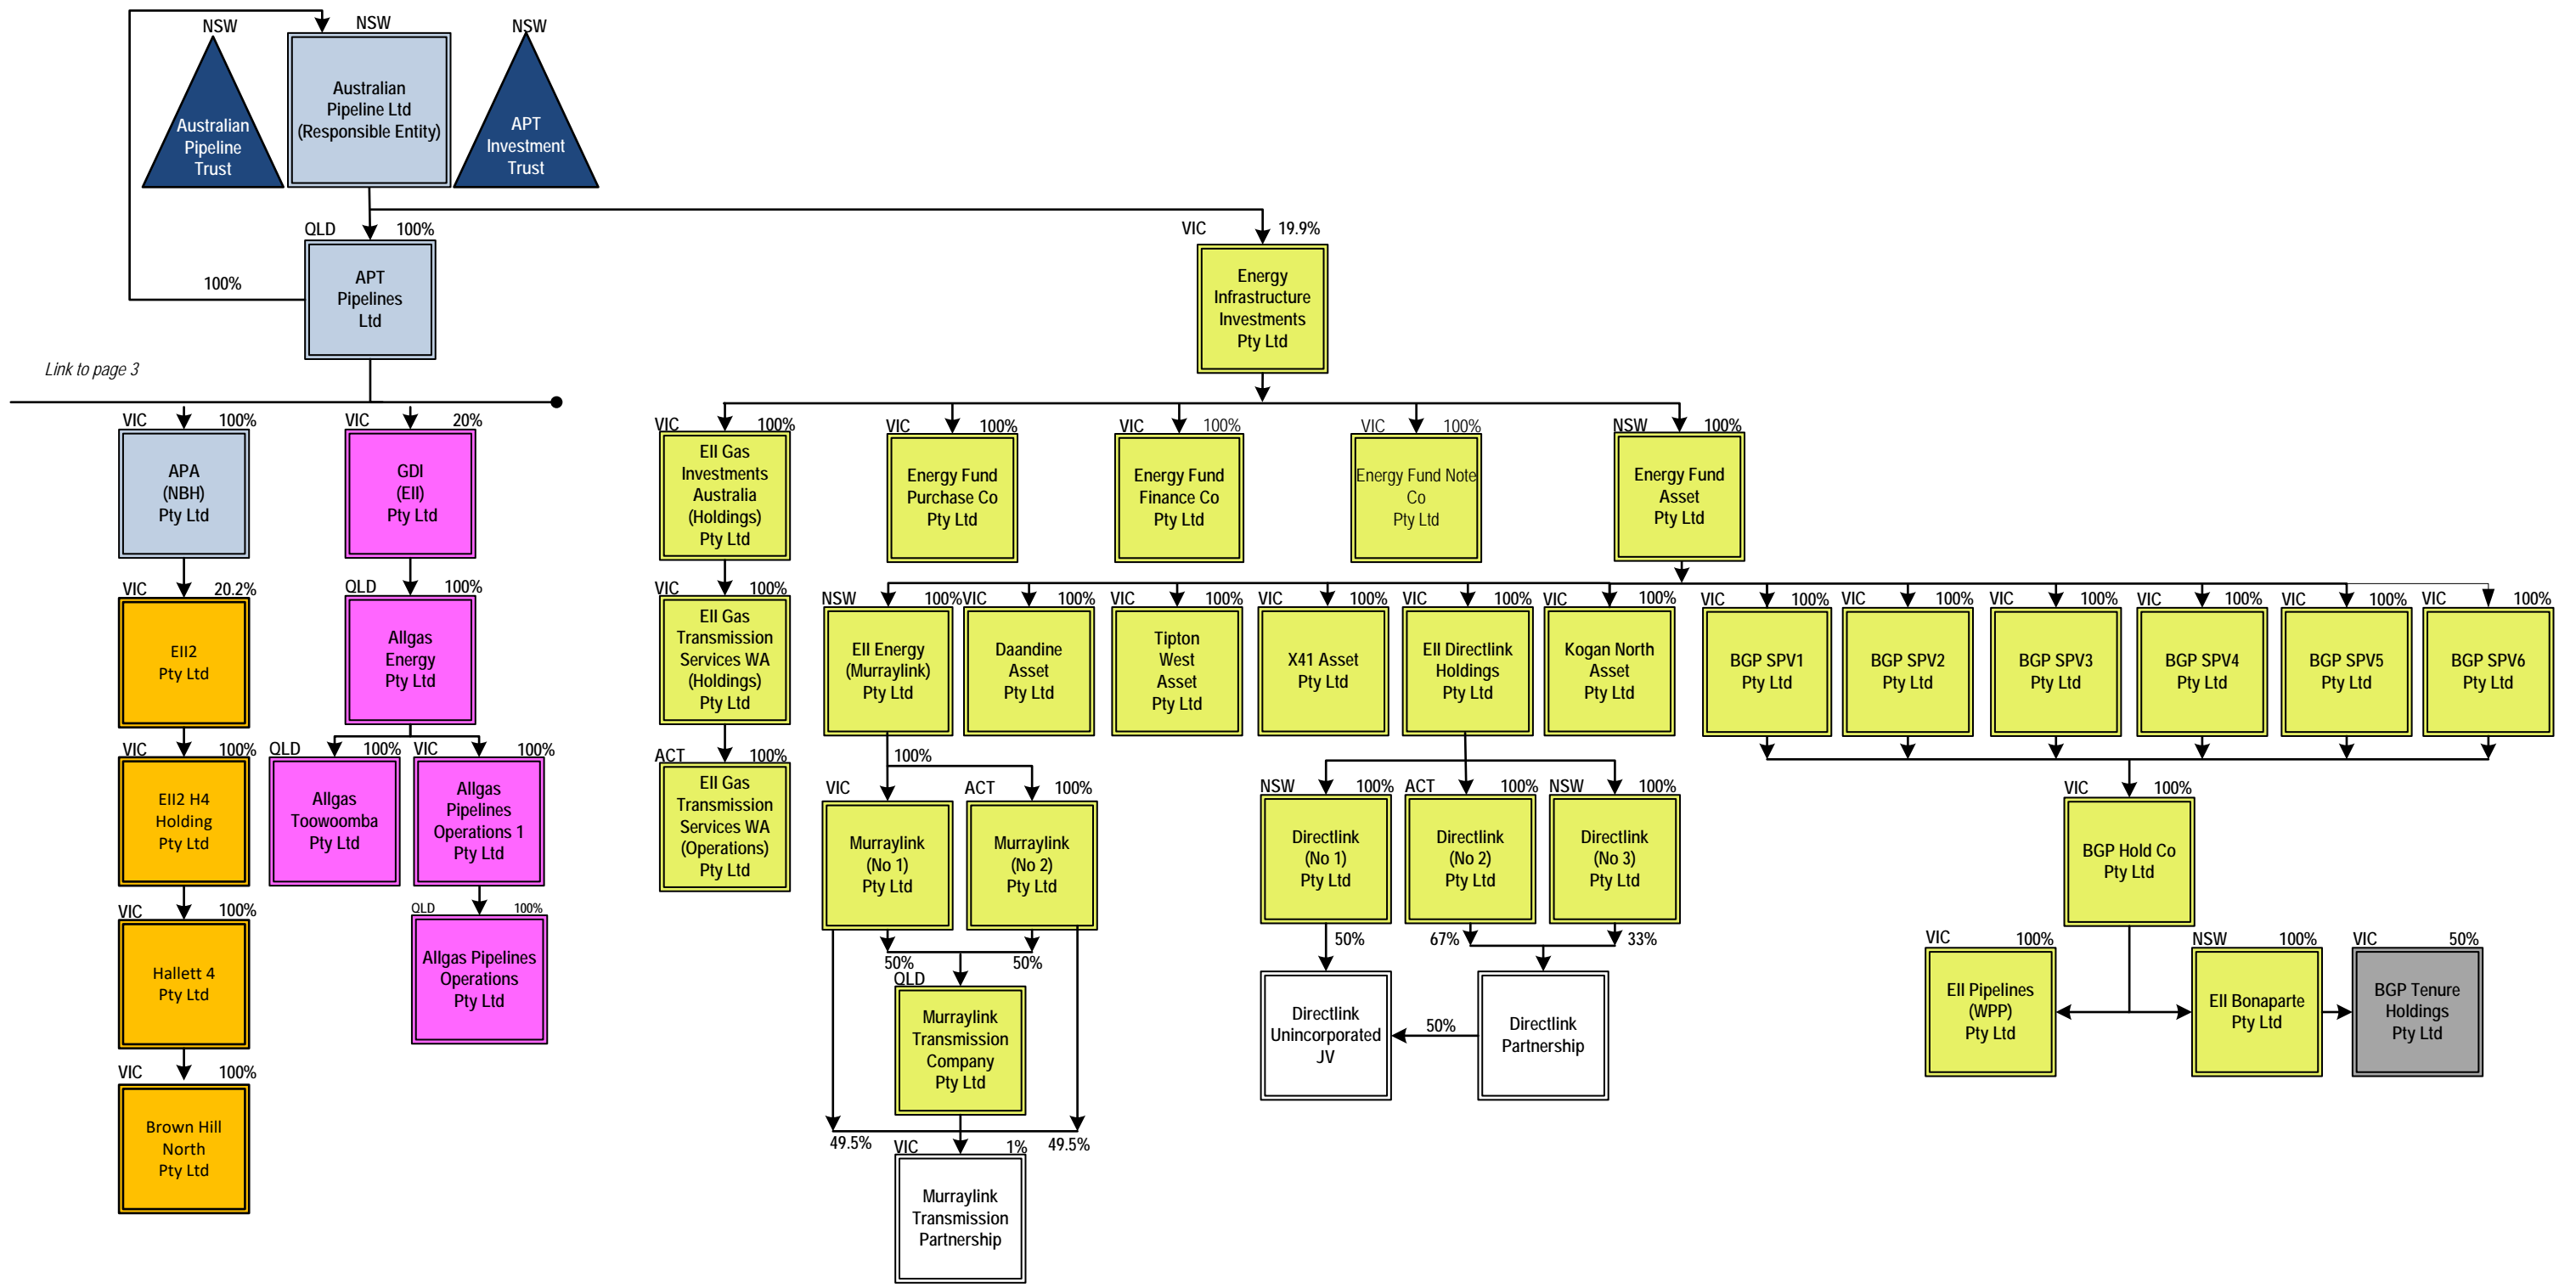 NSW
NSW
NSW
Australian
Pipeline
Trust
Australian
Pipeline Ltd
(Responsible Entity)
APT
Investment
Trust
QLD 100%
APT
Pipelines
Ltd
100%
VIC 19.9%
Energy
Infrastructure
Investments
Pty Ltd
Link to page 3
VIC 100%
APA
(NBH)
Pty Ltd
VIC 20%
GDI
(EII)
Pty Ltd
VIC 100%
EII Gas
Investments
Australia
(Holdings)
Pty Ltd
VIC 100%
Energy Fund
Purchase Co
Pty Ltd
VIC 100%
Energy Fund
Finance Co
Pty Ltd
VIC 100%
Energy Fund Note
Co
Pty Ltd
NSW 100%
Energy Fund
Asset
Pty Ltd
VIC 20.2%
EII2
Pty Ltd
QLD 100%
Allgas
Energy
Pty Ltd
VIC 100%
EII Gas
Transmission
Services WA
(Holdings)
Pty Ltd
NSW 100%
EII Energy
(Murraylink)
Pty Ltd
VIC 100%
Daandine
Asset
Pty Ltd
VIC 100%
Tipton
West
Asset
Pty Ltd
VIC 100%
X41 Asset
Pty Ltd
VIC 100%
EII Directlink
Holdings
Pty Ltd
VIC 100%
Kogan North
Asset
Pty Ltd
VIC 100%
BGP SPV1
Pty Ltd
VIC 100%
BGP SPV2
Pty Ltd
VIC 100%
BGP SPV3
Pty Ltd
VIC 100%
BGP SPV4
Pty Ltd
VIC 100%
BGP SPV5
Pty Ltd
VIC 100%
BGP SPV6
Pty Ltd
VIC 100%
EII2 H4
Holding
Pty Ltd
QLD 100%
Allgas
Toowoomba
Pty Ltd
VIC 100%
Allgas
Pipelines
Operations 1
Pty Ltd
ACT 100%
EII Gas
Transmission
Services WA
(Operations)
Pty Ltd
100%
VIC
Murraylink
(No 1)
Pty Ltd
ACT 100%
Murraylink
(No 2)
Pty Ltd
NSW 100%
Directlink
(No 1)
Pty Ltd
ACT 100%
Directlink
(No 2)
Pty Ltd
NSW 100%
Directlink
(No 3)
Pty Ltd
VIC 100%
BGP Hold Co
Pty Ltd
VIC 100%
Hallett 4
Pty Ltd
QLD 100%
Allgas Pipelines
Operations
Pty Ltd
50% 50%
QLD
Murraylink
Transmission
Company
Pty Ltd
50%
67% 33%
Directlink
Unincorporated
JV
50%
Directlink
Partnership
VIC 100%
EII Pipelines
(WPP)
Pty Ltd
NSW 100%
EII Bonaparte
Pty Ltd
VIC 50%
BGP Tenure
Holdings
Pty Ltd
VIC 100%
Brown Hill
North
Pty Ltd
49.5% 49.5%
VIC 1%
Murraylink
Transmission
Partnership